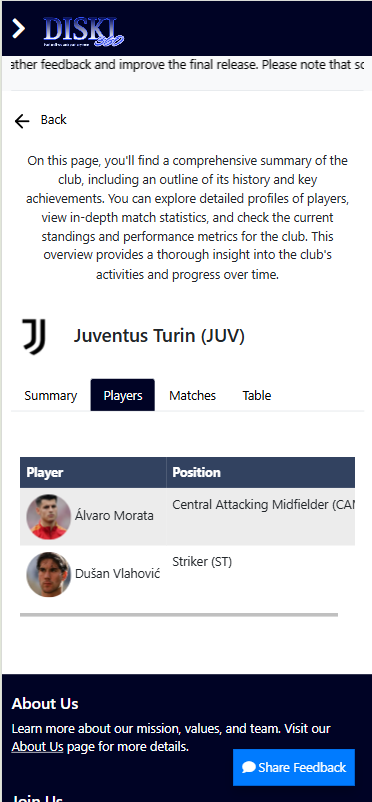 DISKI
360
ather feedback and improve the final release. Please note that sc
Back
On this page, you'll find a comprehensive summary of the
club, including an outline of its history and key
achievements. You can explore detailed profiles of players,
view in-depth match statistics, and check the current
standings and performance metrics for the club. This
overview provides a thorough insight into the club's
activities and progress over time.
Juventus Turin (JUV)
Summary Players Matches Table
Player Position
Álvaro Morata Central Attacking Midfielder (CAM
Dušan Vlahović Striker (ST)
About Us
Learn more about our mission, values, and team. Visit our
About Us page for more details.
Share Feedback
Join Us